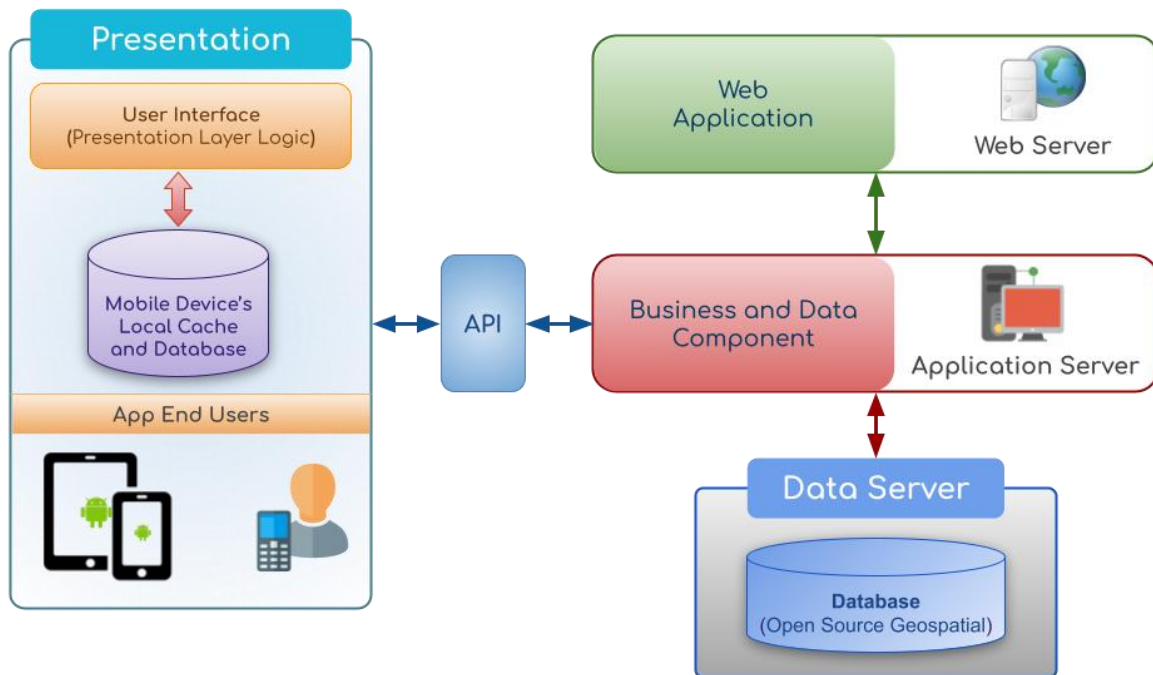 Presentation
User Interface
(Presentation Layer Logic)
Mobile Device's
Local Cache
and Database
App End Users
API
Web
Application
Web Server
Business and Data
Component
Application Server
Data Server
Database
(Open Source Geospatial)